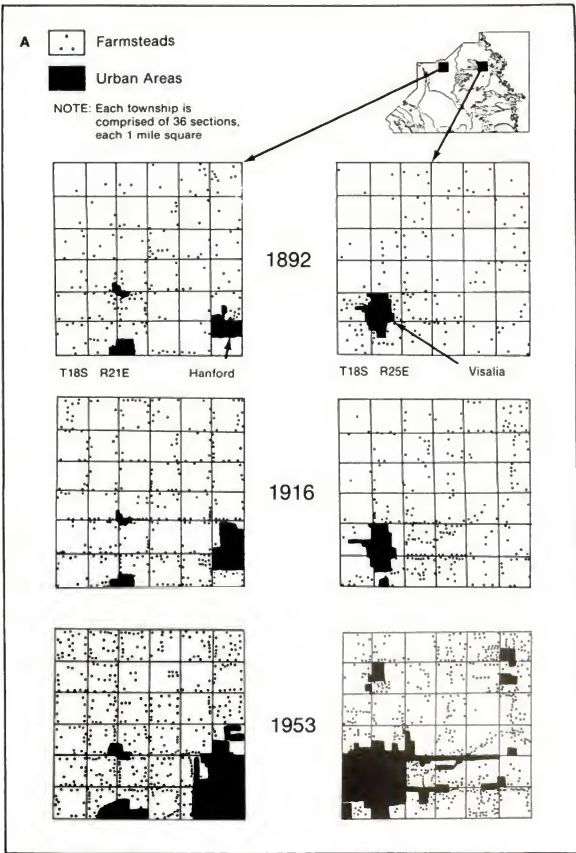 A
Farmsteads
Urban Areas
NOTE: Each township is
comprised of 36 sections,
each 1 mile square
1892
T18S R21E Hanford
T18S R25E Visalia
1916
1953